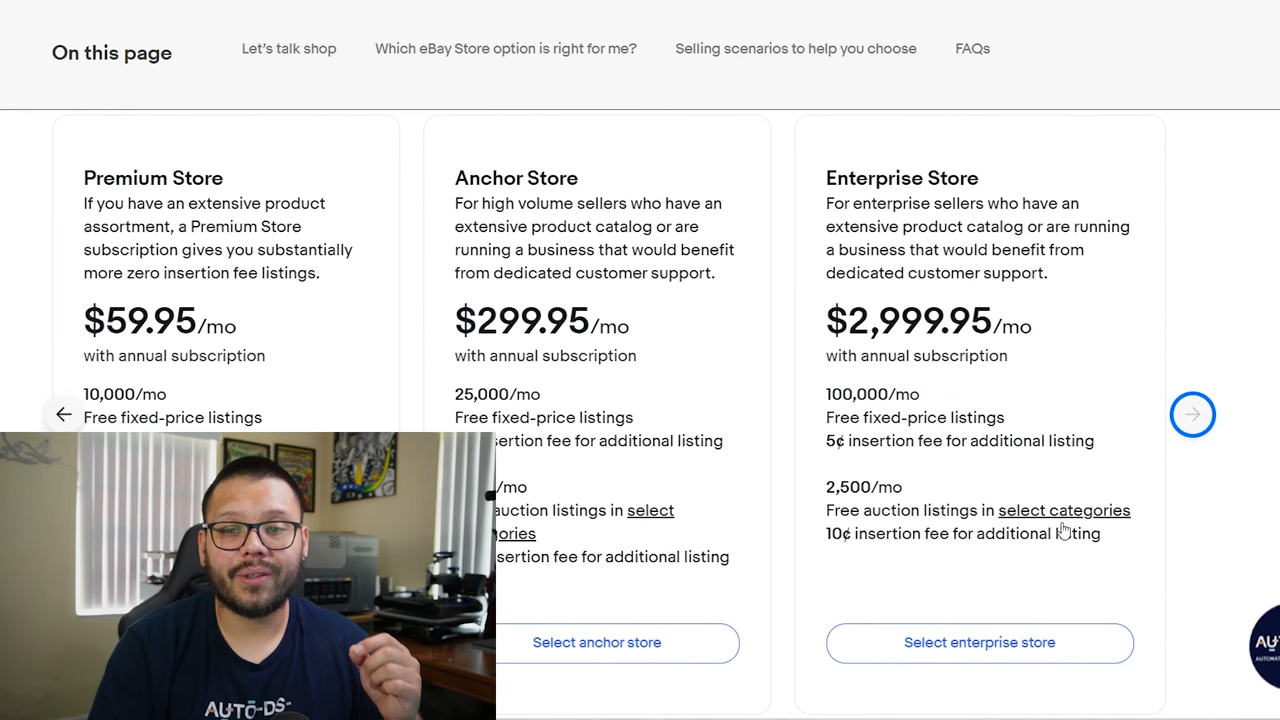 On this page
Let's talk shop
Which eBay Store option is right for me?
Selling scenarios to help you choose
FAQs
Premium Store
If you have an extensive product
assortment, a Premium Store
subscription gives you substantially
more zero insertion fee listings.
$59.95/mo
with annual subscription
10,000/mo
Free fixed-price listings
Anchor Store
For high volume sellers who have an
extensive product catalog or are
running a business that would benefit
from dedicated customer support.
$299.95/mo
with annual subscription
25,000/mo
Free fixed-price listings
sertion fee for additional listing
/mo
auction listings in select
ories
sertion fee for additional listing
Select anchor store
Enterprise Store
For enterprise sellers who have an
extensive product catalog or are running
a business that would benefit from
dedicated customer support.
$2,999.95/mo
with annual subscription
100,000/mo
Free fixed-price listings
5¢ insertion fee for additional listing
2,500/mo
Free auction listings in select categories
10¢ insertion fee for additional listing
Select enterprise store
AUTO-DS-